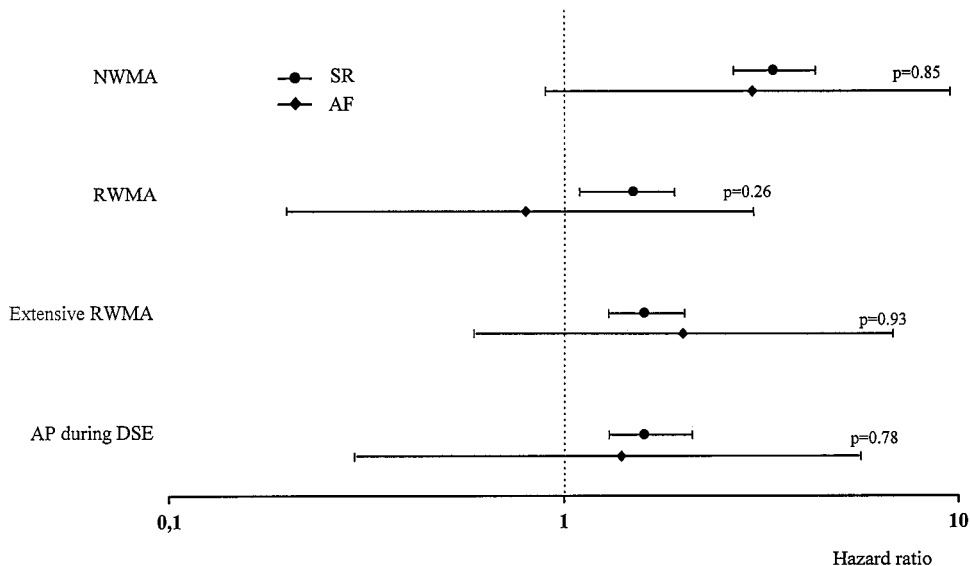 NWMA
SR
p=0.85
AF
RWMA
p=0.26
Extensive RWMA
p=0.93
AP during DSE
p=0.78
0,1
1
10
Hazard ratio